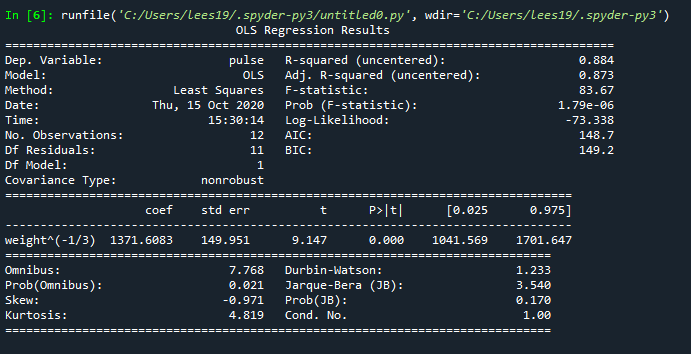 In [6]: runfile('C:/Users/lees19/.spyder-py3/untitled0.py', wdir='C:/Users/lees19/.spyder-py3')
OLS Regression Results
=======================================================================================
Dep. Variable: pulse R-squared (uncentered): 0.884
Model: OLS Adj. R-squared (uncentered): 0.873
Method: Least Squares F-statistic: 83.67
Date: Thu, 15 Oct 2020 Prob (F-statistic): 1.79e-06
Time: 15:30:14 Log-Likelihood: -73.338
No. Observations: 12 AIC: 148.7
Df Residuals: 11 BIC: 149.2
Df Model: 1
Covariance Type: nonrobust
=================================================================================
coef std err t P>|t| [0.025 0.975]
---------------------------------------------------------------------------------
weight^(-1/3) 1371.6083 149.951 9.147 0.000 1041.569 1701.647
==============================================================================
Omnibus: 7.768 Durbin-Watson: 1.233
Prob(Omnibus): 0.021 Jarque-Bera (JB): 3.540
Skew: -0.971 Prob(JB): 0.170
Kurtosis: 4.819 Cond. No. 1.00
==============================================================================